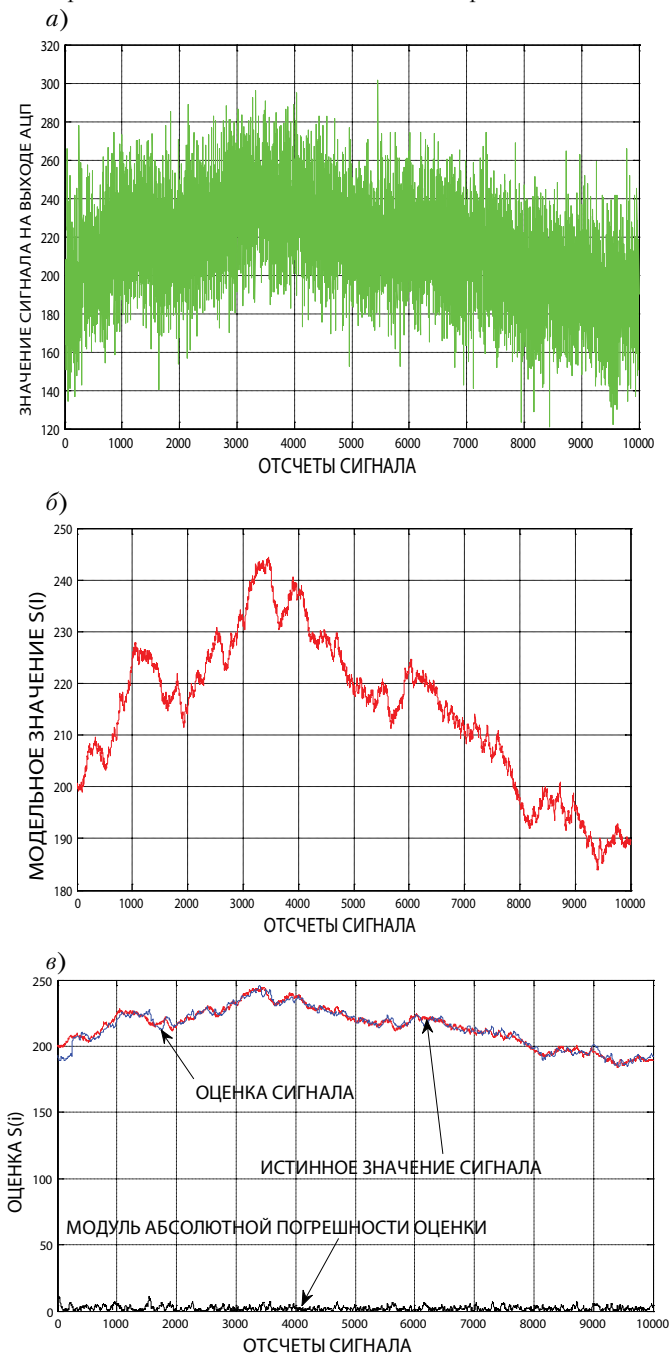 а)
ЗНАЧЕНИЕ СИГНАЛА НА ВЫХОДЕ АЦП
320
300
280
260
240
220
200
180
160
140
120
0 1000 2000 3000 4000 5000 6000 7000 8000 9000 10000
ОТСЧЕТЫ СИГНАЛА
б)
МОДЕЛЬНОЕ ЗНАЧЕНИЕ S(I)
250
240
230
220
210
200
190
180
0 1000 2000 3000 4000 5000 6000 7000 8000 9000 10000
ОТСЧЕТЫ СИГНАЛА
в)
ОЦЕНКА S(i)
250
200
150
100
50
0
ОЦЕНКА СИГНАЛА
ИСТИННОЕ ЗНАЧЕНИЕ СИГНАЛА
МОДУЛЬ АБСОЛЮТНОЙ ПОГРЕШНОСТИ ОЦЕНКИ
0 1000 2000 3000 4000 5000 6000 7000 8000 9000 10000
ОТСЧЕТЫ СИГНАЛА